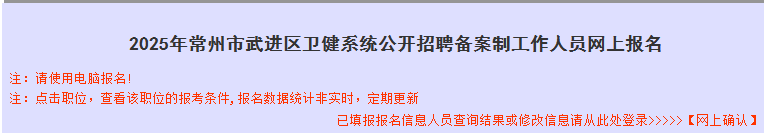 2025年常州市武进区卫健系统公开招聘备案制工作人员网上报名
注：请使用电脑报名!
注：点击职位，查看该职位的报考条件,报名数据统计非实时，定期更新
已填报报名信息人员查询结果或修改信息请从此处登录>>>>>【网上确认】